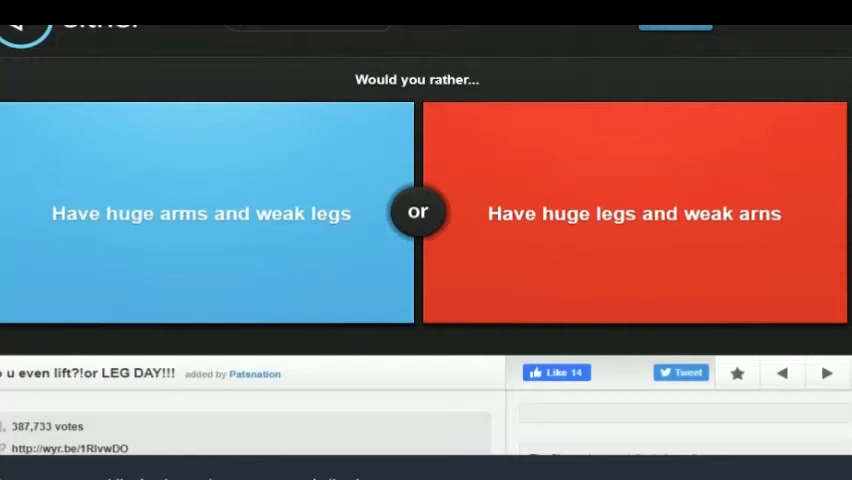 Would you rather...
Have huge arms and weak legs
or
Have huge legs and weak arns
u even lift?!or LEG DAY!!! added by Patsnation
Like 14
Tweet
387,733 votes
http://wyr.be/1RlvwDO